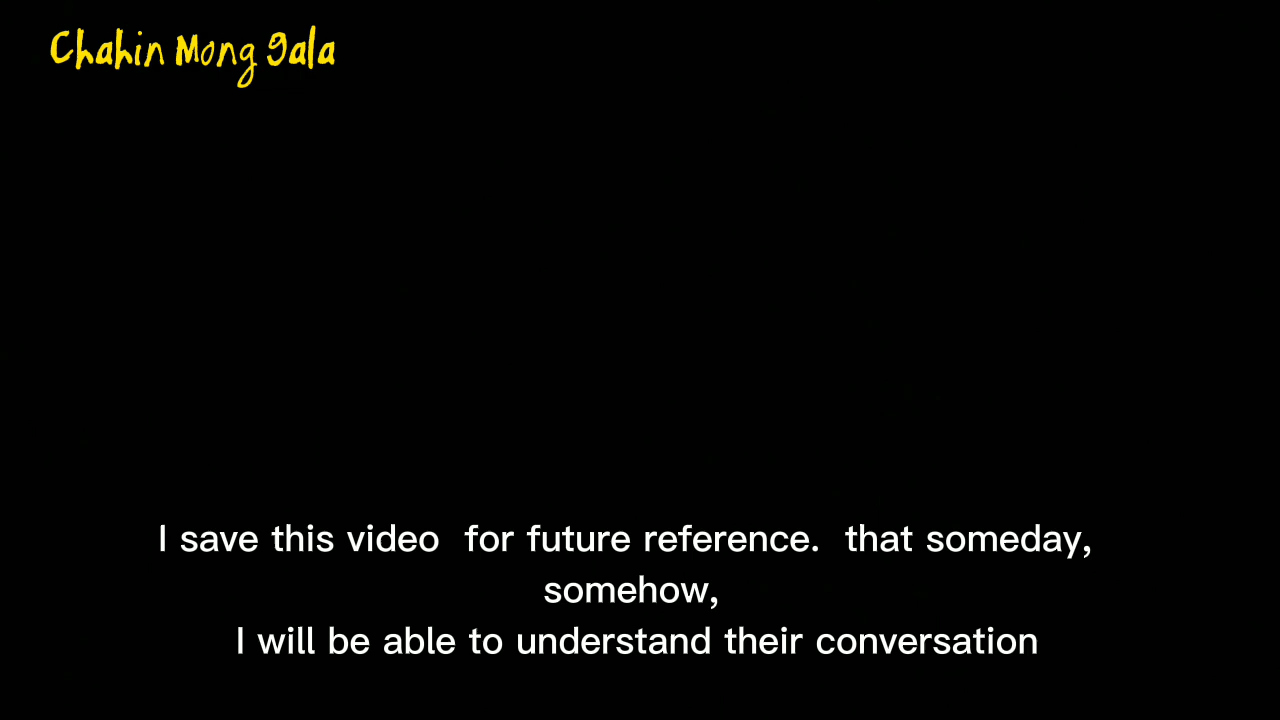 Chahin Mong gala
I save this video  for future reference.  that someday,
somehow,
I will be able to understand their conversation